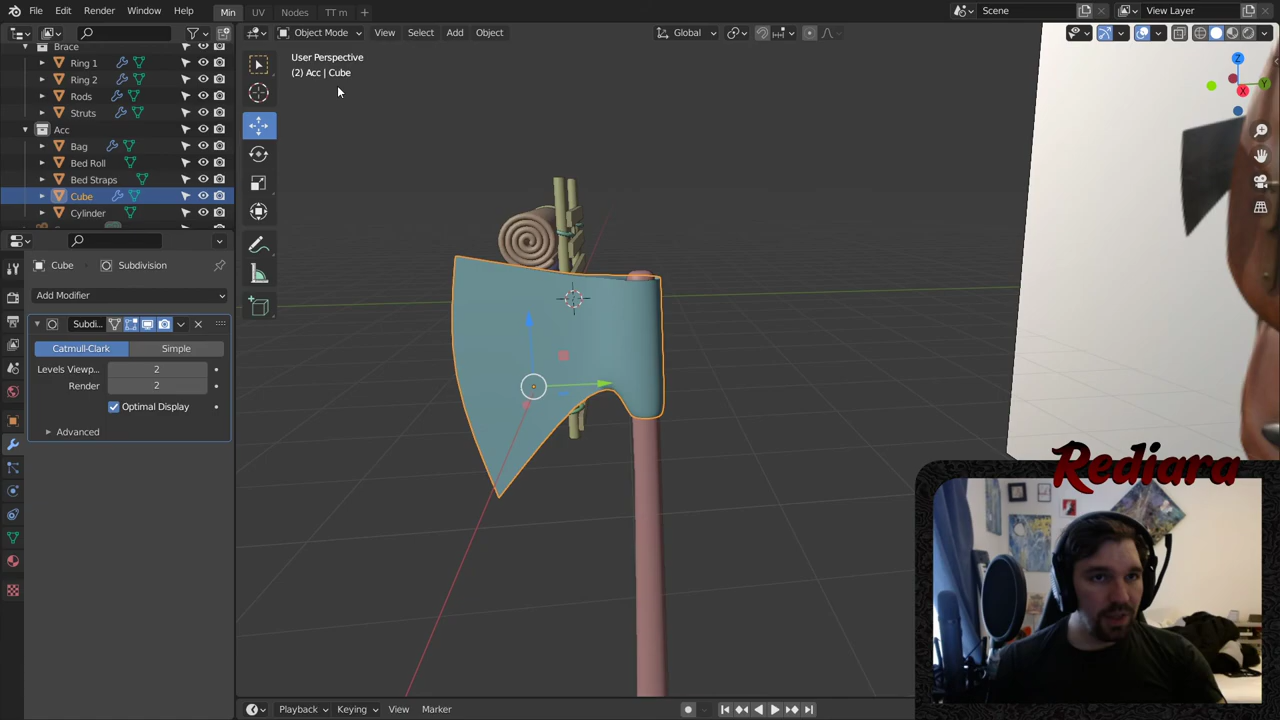 File Edit Render Window Help Min UV Nodes TT m Scene View Layer
Object Mode View Select Add Object Global
Brace
Ring 1
Ring 2
Rods
Struts
Acc
Bag
Bed Roll
Bed Straps
Cube
Cylinder
User Perspective
(2) Acc | Cube
Z
Y
X
Cube Subdivision
Add Modifier
Subdi...
Catmull-Clark Simple
Levels Viewp... 2
Render 2
Optimal Display
Advanced
Rediara
Playback Keying View Marker